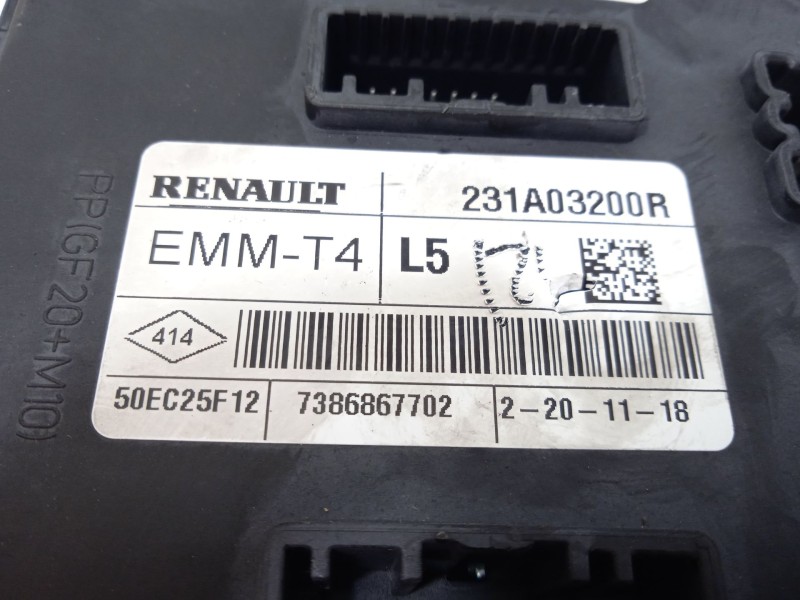 RENAULT 231A03200R
EMM-T4 L5
414
50EC25F12 7386867702 2-20-11-18
PP(GF20+M10)